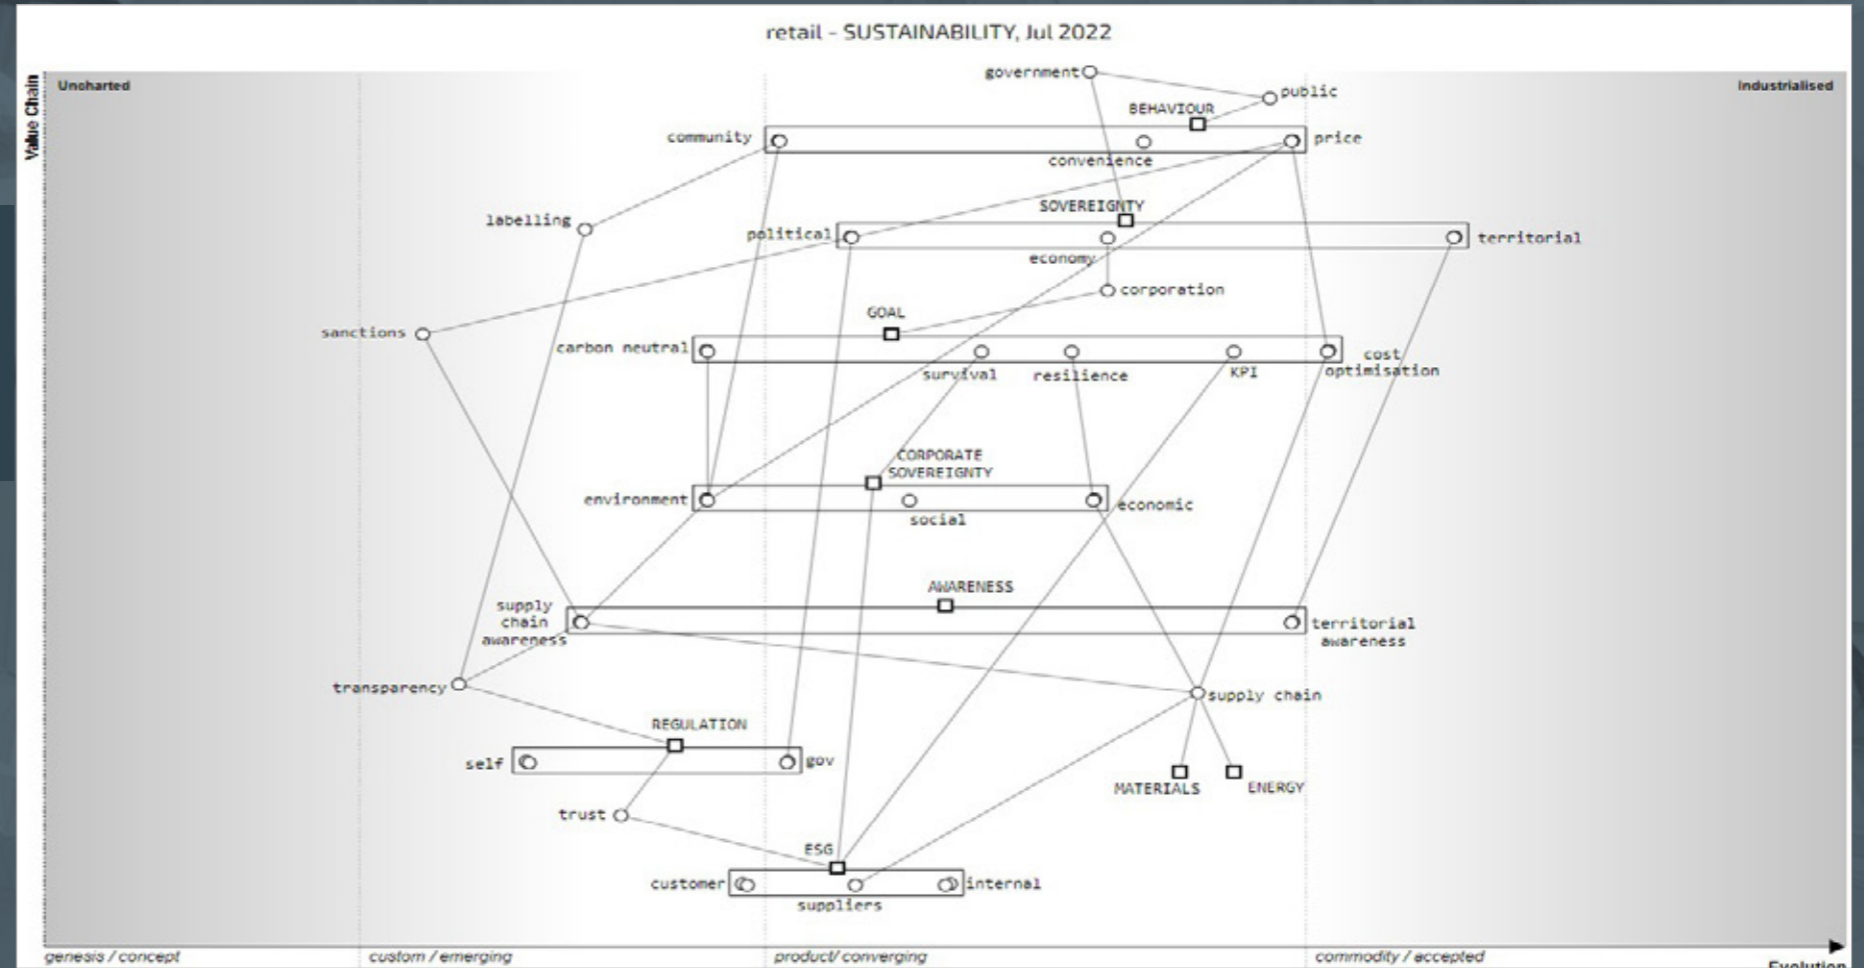 retail - SUSTAINABILITY, Jul 2022
Value Chain
Uncharted
Industrialised
government
public
BEHAVIOUR
community
price
convenience
SOVEREIGNTY
labelling
political
territorial
economy
corporation
GOAL
sanctions
carbon neutral
cost
optimisation
survival
resilience
KPI
CORPORATE
SOVEREIGNTY
environment
economic
social
AWARENESS
supply
chain
awareness
territorial
awareness
transparency
supply chain
REGULATION
self
gov
MATERIALS
ENERGY
trust
ESG
customer
internal
suppliers
genesis / concept
custom / emerging
product/ converging
commodity / accepted
Evolution